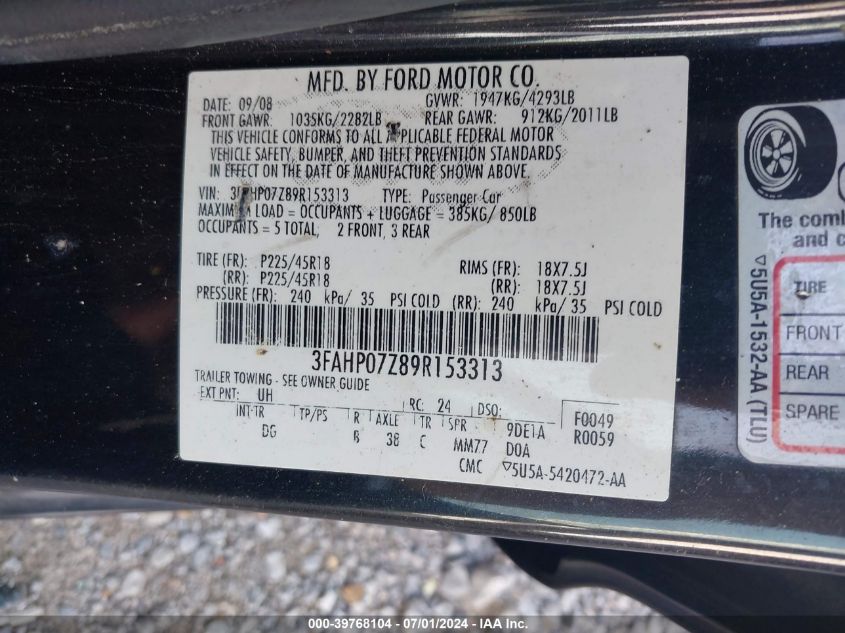 MFD. BY FORD MOTOR CO.
DATE: 09/08 GVWR: 1947KG/4293LB
FRONT GAWR: 1035KG/2282LB REAR GAWR: 912KG/2011LB
THIS VEHICLE CONFORMS TO ALL APPLICABLE FEDERAL MOTOR
VEHICLE SAFETY, BUMPER, AND THEFT PREVENTION STANDARDS
IN EFFECT ON THE DATE OF MANUFACTURE SHOWN ABOVE.
VIN: 3FAHP07Z89R153313 TYPE: Passenger Car
MAXIMUM LOAD = OCCUPANTS + LUGGAGE = 385KG/ 850LB
OCCUPANTS = 5 TOTAL, 2 FRONT, 3 REAR
TIRE (FR): P225/45R18 RIMS (FR): 18X7.5J
(RR): P225/45R18 (RR): 18X7.5J
PRESSURE (FR): 240 kPa/ 35 PSI COLD (RR): 240 kPa/ 35 PSI COLD
3FAHP07Z89R153313
TRAILER TOWING - SEE OWNER GUIDE
EXT PNT: UH RC: 24 DSO: F0049
INT TR TP/PS R AXLE TR SPR 9DE1A R0059
DG B 38 C MM77 DOA
CMC ▽5U5A-5420472-AA
The comb
and c
TIRE
FRONT
REAR
SPARE
▽5U5A-1532-AA (TLU)
000-39768104 - 07/01/2024 - IAA Inc.